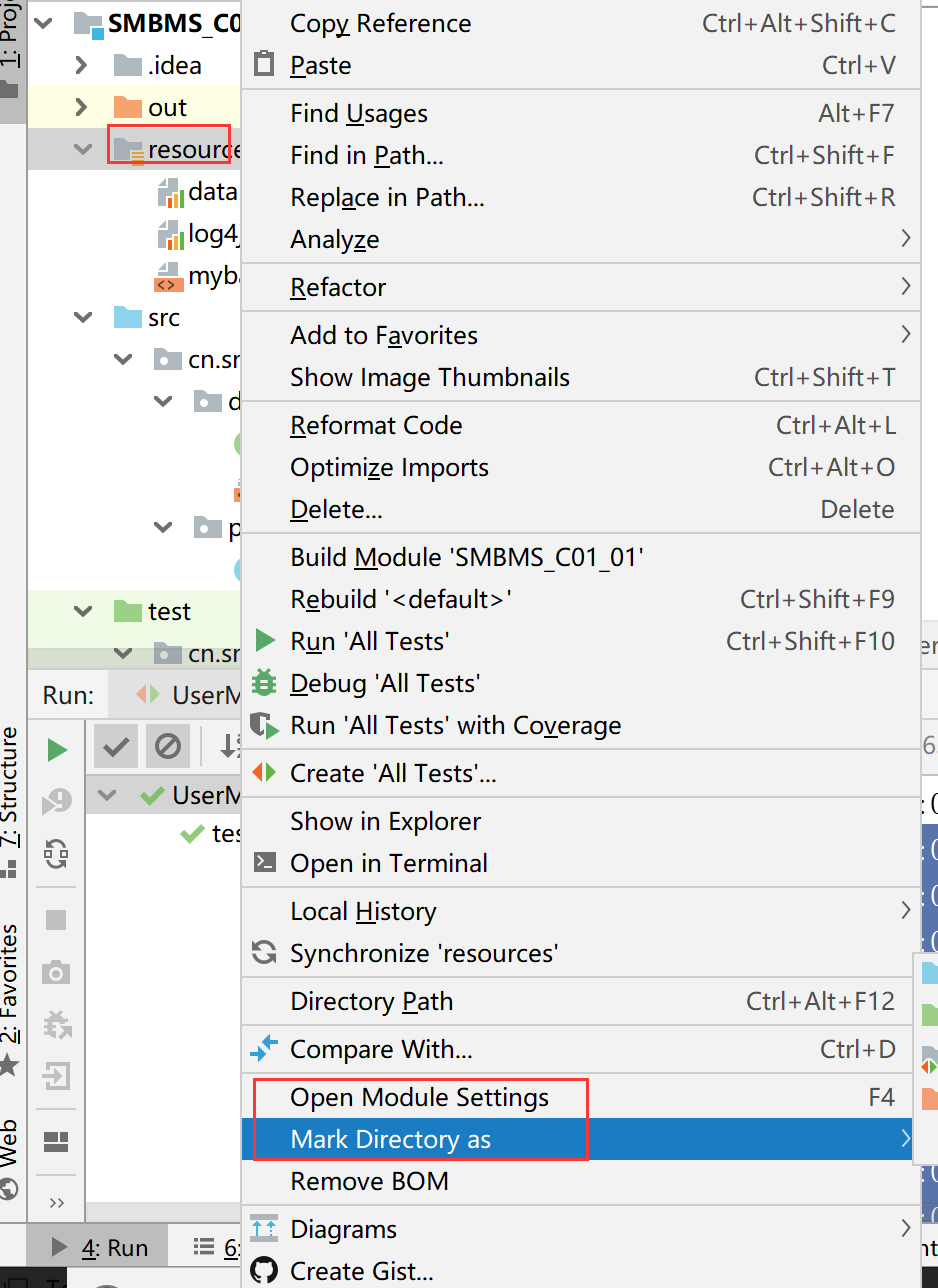 1: Proj
SMBMS_C0
.idea
out
resource
data
log4j
myba
src
cn.sm
d
p
test
cn.sm
Copy Reference Ctrl+Alt+Shift+C
Paste Ctrl+V
Find Usages Alt+F7
Find in Path... Ctrl+Shift+F
Replace in Path... Ctrl+Shift+R
Analyze
Refactor
Add to Favorites
Show Image Thumbnails Ctrl+Shift+T
Reformat Code Ctrl+Alt+L
Optimize Imports Ctrl+Alt+O
Delete... Delete
Build Module 'SMBMS_C01_01'
Rebuild '<default>' Ctrl+Shift+F9
Run 'All Tests' Ctrl+Shift+F10
Debug 'All Tests'
Run 'All Tests' with Coverage
Create 'All Tests'...
Show in Explorer
Open in Terminal
Local History
Synchronize 'resources'
Directory Path Ctrl+Alt+F12
Compare With... Ctrl+D
Open Module Settings F4
Mark Directory as
Remove BOM
Diagrams
Create Gist...
Run:
UserM
UserM
tes
7: Structure
2: Favorites
Web
4: Run
6: